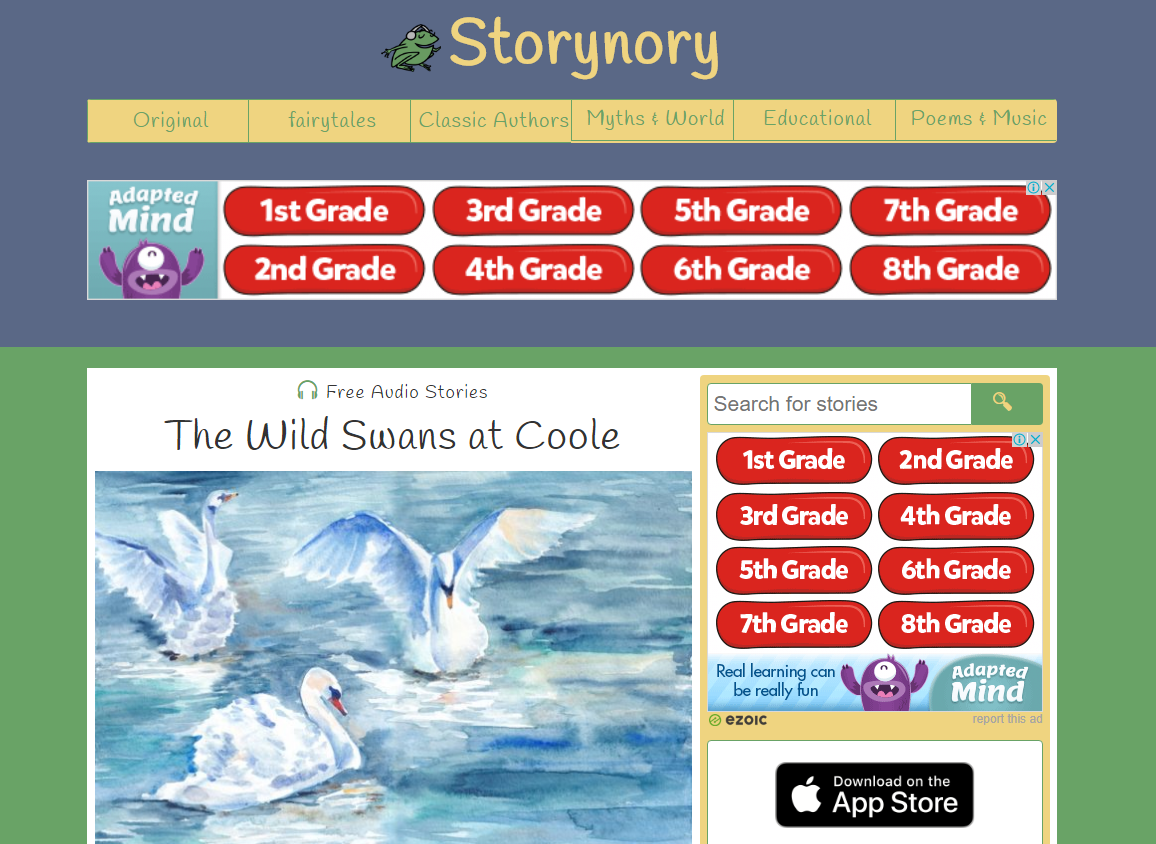 Storynory
Original fairytales Classic Authors Myths & World Educational Poems & Music
Adapted
Mind
1st Grade 3rd Grade 5th Grade 7th Grade
2nd Grade 4th Grade 6th Grade 8th Grade
Free Audio Stories
The Wild Swans at Coole
Search for stories
1st Grade 2nd Grade
3rd Grade 4th Grade
5th Grade 6th Grade
7th Grade 8th Grade
Real learning can
be really fun
Adapted
Mind
ezoic report this ad
Download on the
App Store